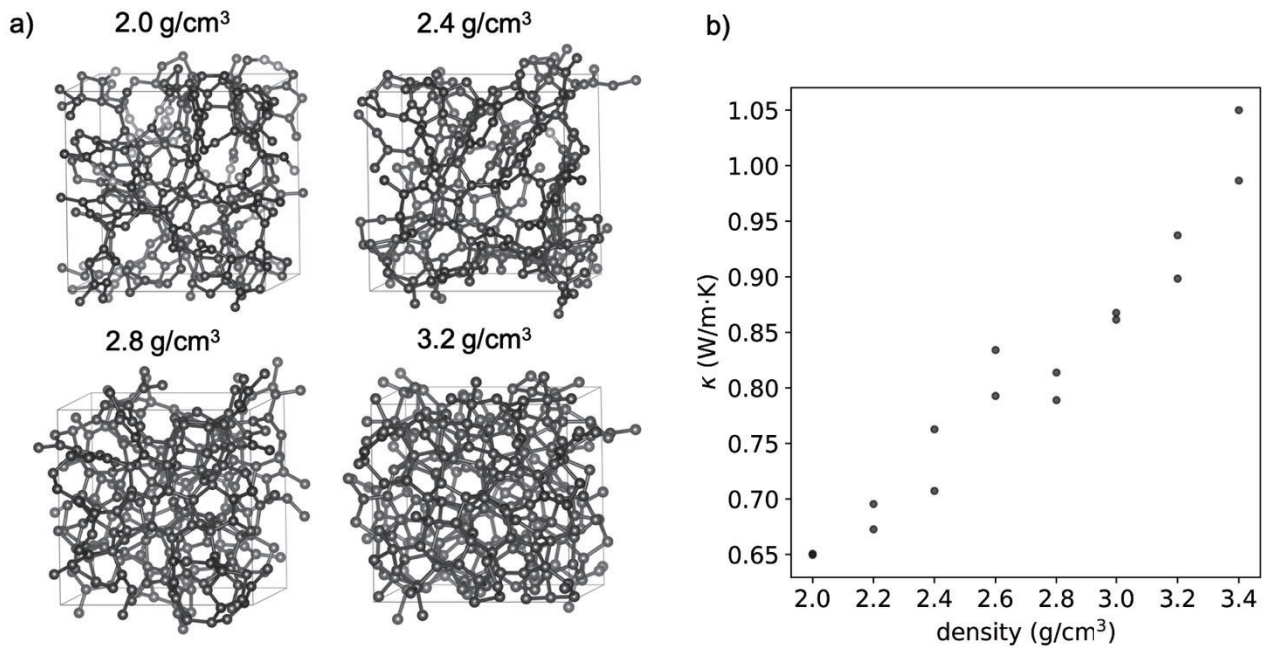 a)
2.0 g/cm³
2.4 g/cm³
2.8 g/cm³
3.2 g/cm³
b)
κ (W/m·K)
1.05
1.00
0.95
0.90
0.85
0.80
0.75
0.70
0.65
2.0 2.2 2.4 2.6 2.8 3.0 3.2 3.4
density (g/cm³)